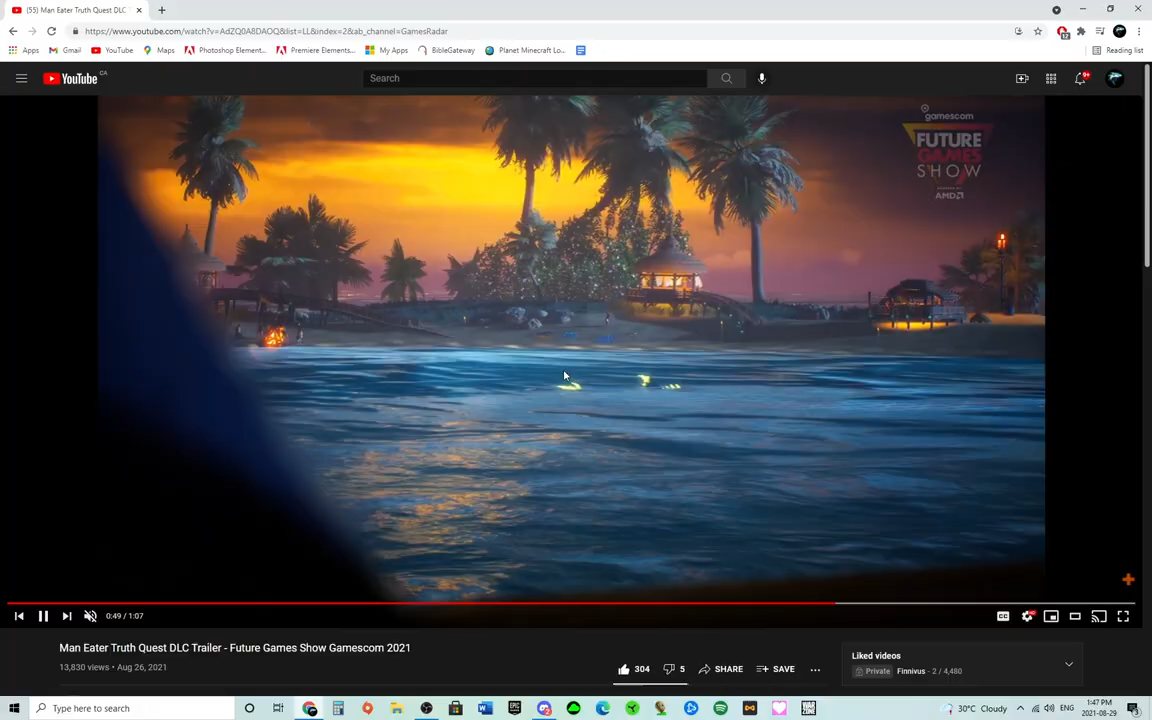 (55) Man Eater Truth Quest DLC T
https://www.youtube.com/watch?v=AdZQ0A8DAOQ&list=LL&index=2&ab_channel=GamesRadar
Apps Gmail YouTube Maps Photoshop Element... Premiere Elements... My Apps BibleGateway Planet Minecraft Lo... Reading list
YouTube CA Search 9+
gamescom
FUTURE
GAMES
SHOW
AMD
0:49 / 1:07 CC HD
Man Eater Truth Quest DLC Trailer - Future Games Show Gamescom 2021
13,830 views • Aug 26, 2021
304 5 SHARE SAVE ...
Liked videos
Private Finnivus - 2 / 4,480
Type here to search
30°C Cloudy ENG
1:47 PM
2021-08-29